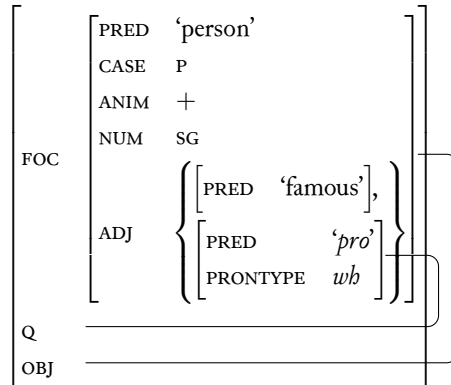 PRED ‘person’
CASE P
ANIM +
NUM SG
FOC
[PRED ‘famous’],
ADJ
PRED ‘pro’
PRONTYPE wh
Q
OBJ